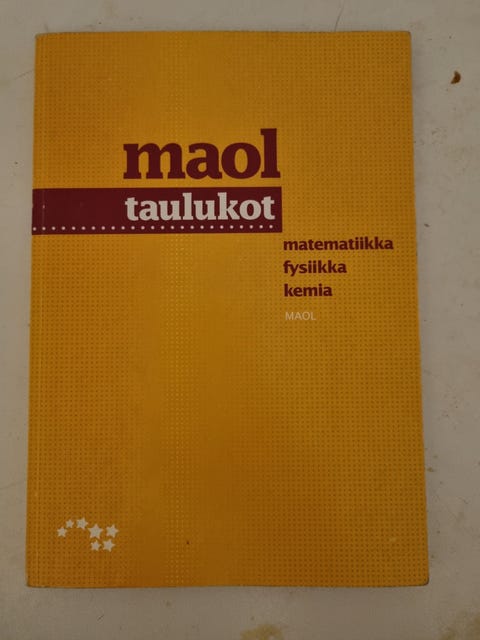 maol
taulukot
matematiikka
fysiikka
kemia
MAOL